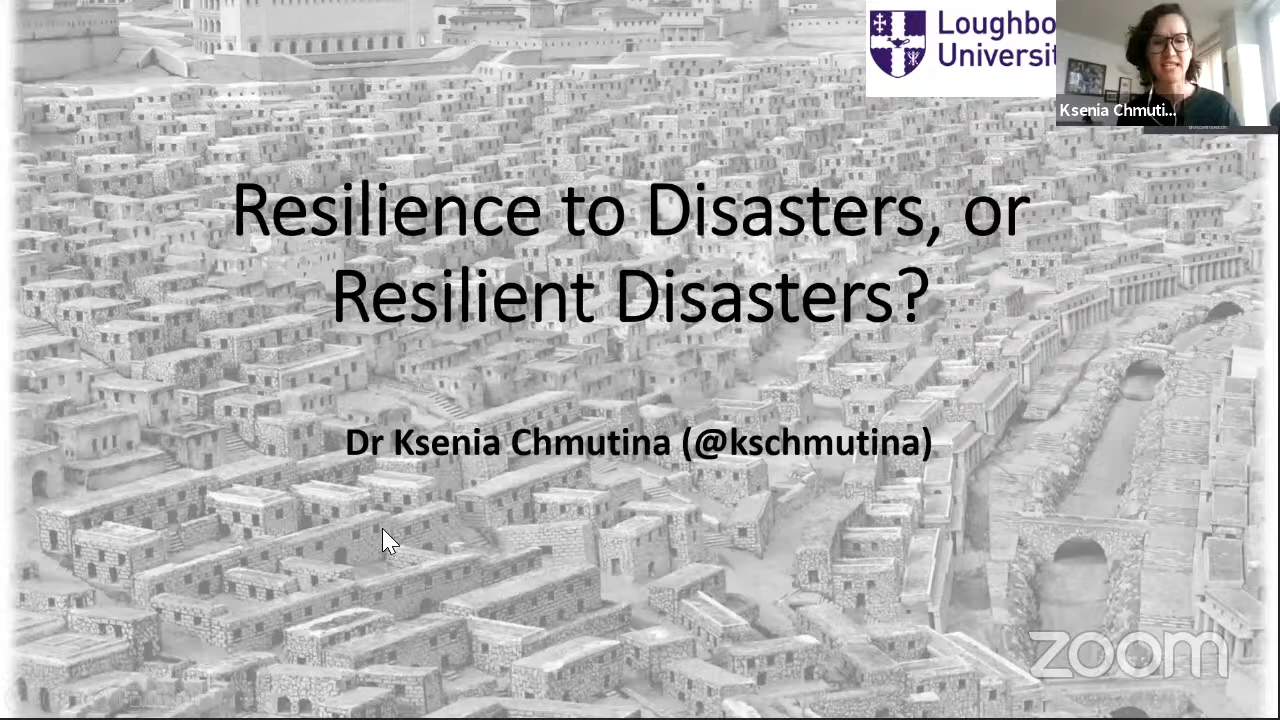 Loughbo
Universit
Ksenia Chmuti...
Resilience to Disasters, or
Resilient Disasters?
Dr Ksenia Chmutina (@kschmutina)
zoom